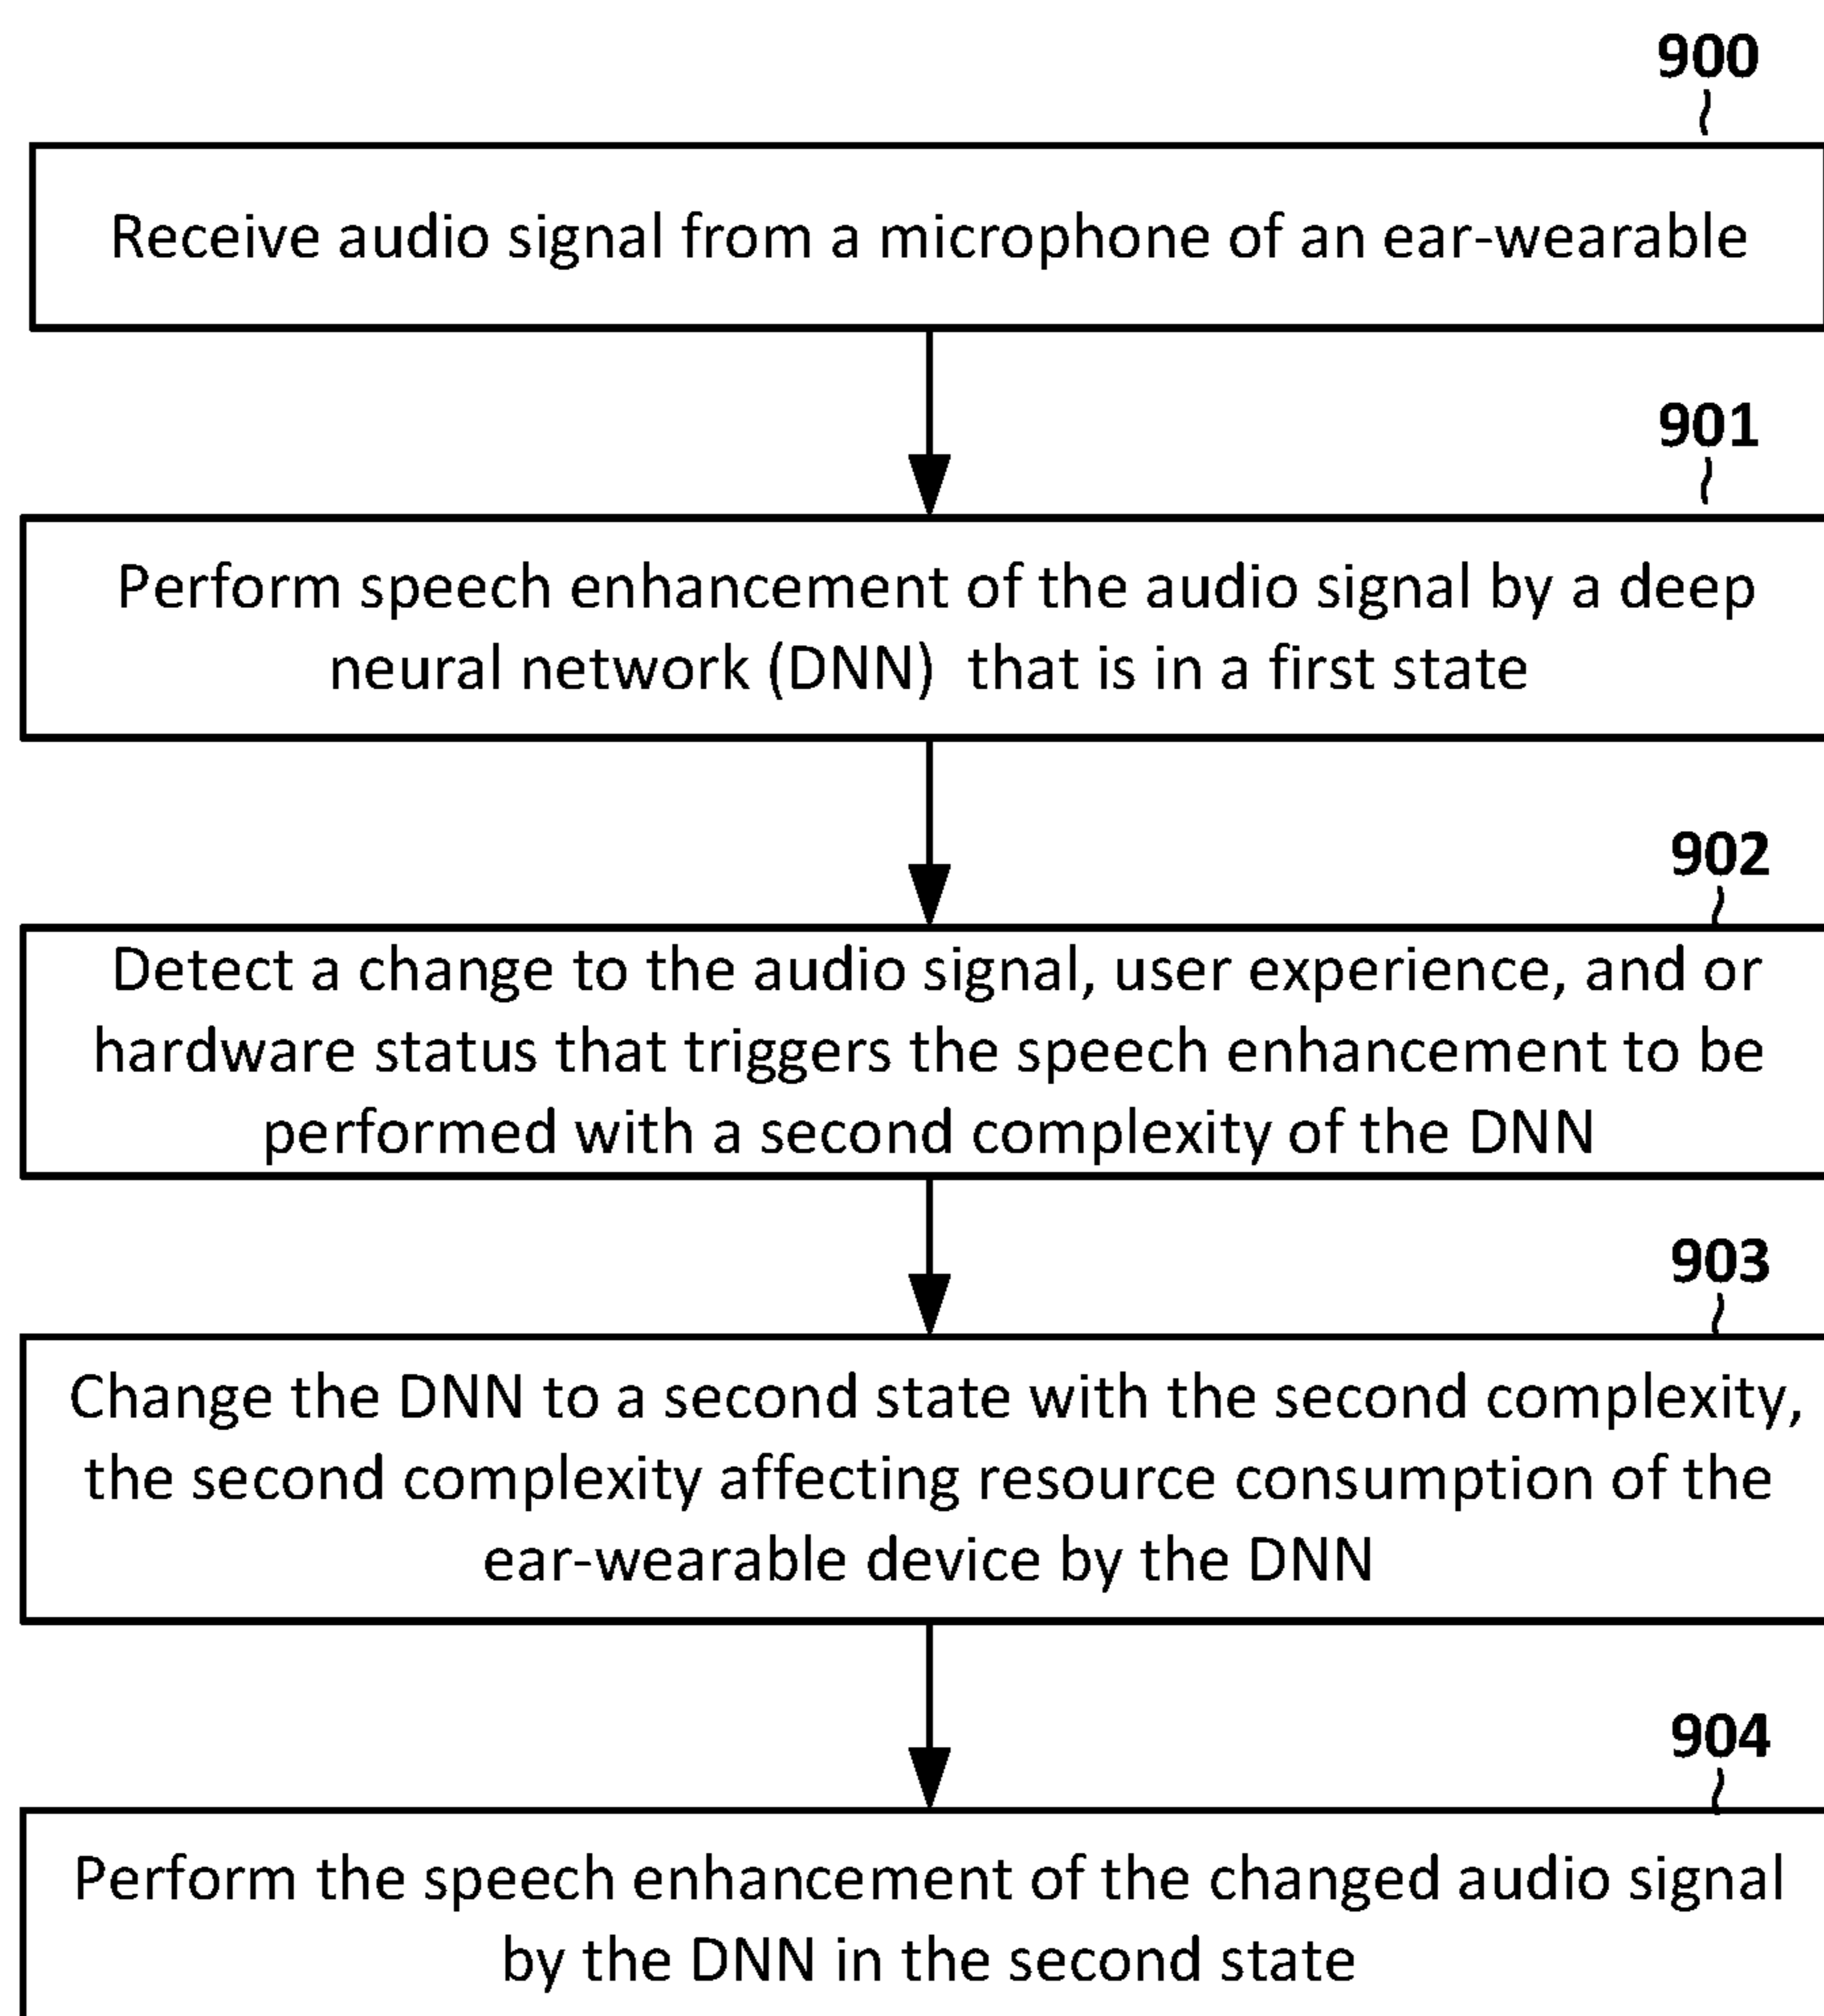 900
Receive audio signal from a microphone of an ear-wearable
901
Perform speech enhancement of the audio signal by a deep
neural network (DNN)  that is in a first state
902
Detect a change to the audio signal, user experience, and or
hardware status that triggers the speech enhancement to be
performed with a second complexity of the DNN
903
Change the DNN to a second state with the second complexity,
the second complexity affecting resource consumption of the
ear-wearable device by the DNN
904
Perform the speech enhancement of the changed audio signal
by the DNN in the second state